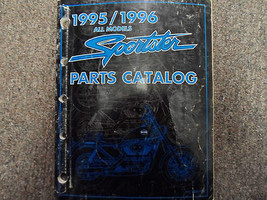 1995/1996
ALL MODELS
Sportster
PARTS CATALOG